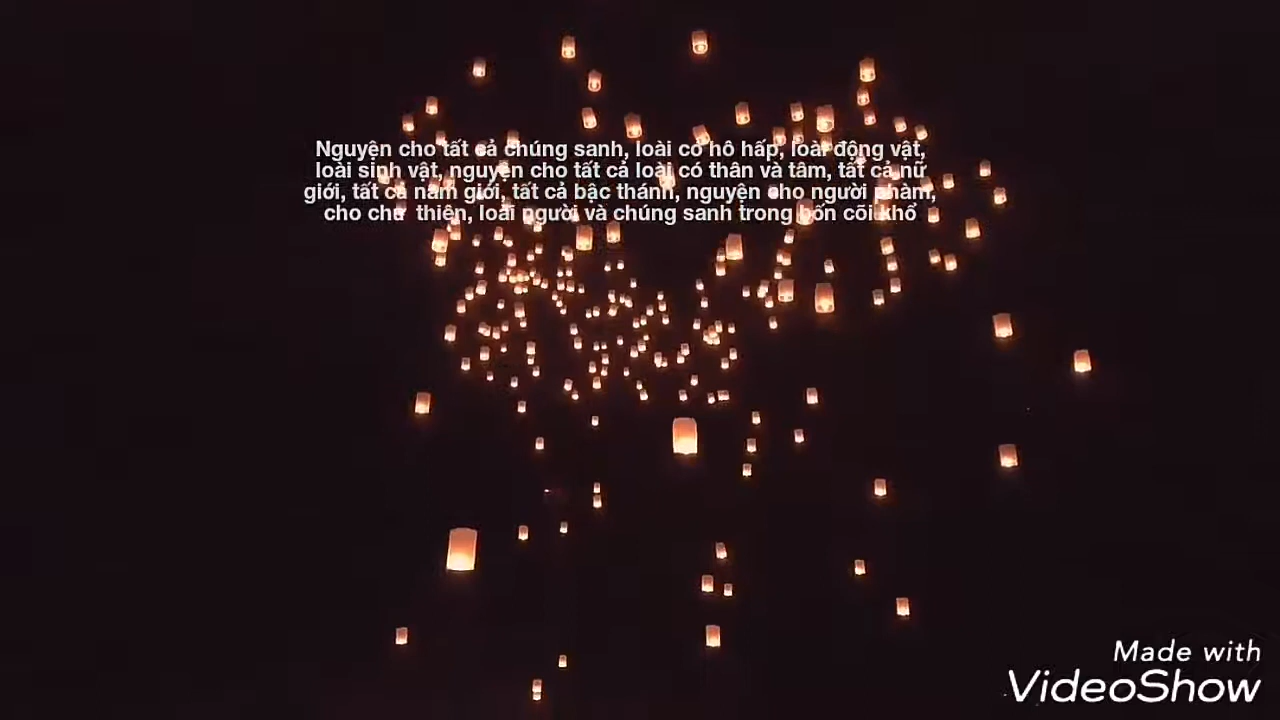 Nguyện cho tất cả chúng sanh, loài có hô hấp, loài động vật,
loài sinh vật, nguyện cho tất cả loài có thân và tâm, tất cả nữ
giới, tất cả nam giới, tất cả bậc thánh, nguyện cho người phàm,
cho chư thiên, loài người và chúng sanh trong bốn cõi khổ
Made with
VideoShow